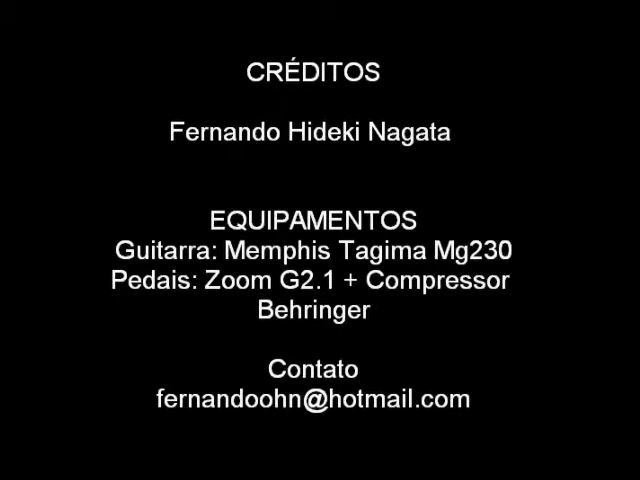 CRÉDITOS
Fernando Hideki Nagata
EQUIPAMENTOS
Guitarra: Memphis Tagima Mg230
Pedais: Zoom G2.1 + Compressor
Behringer
Contato
fernandoohn@hotmail.com